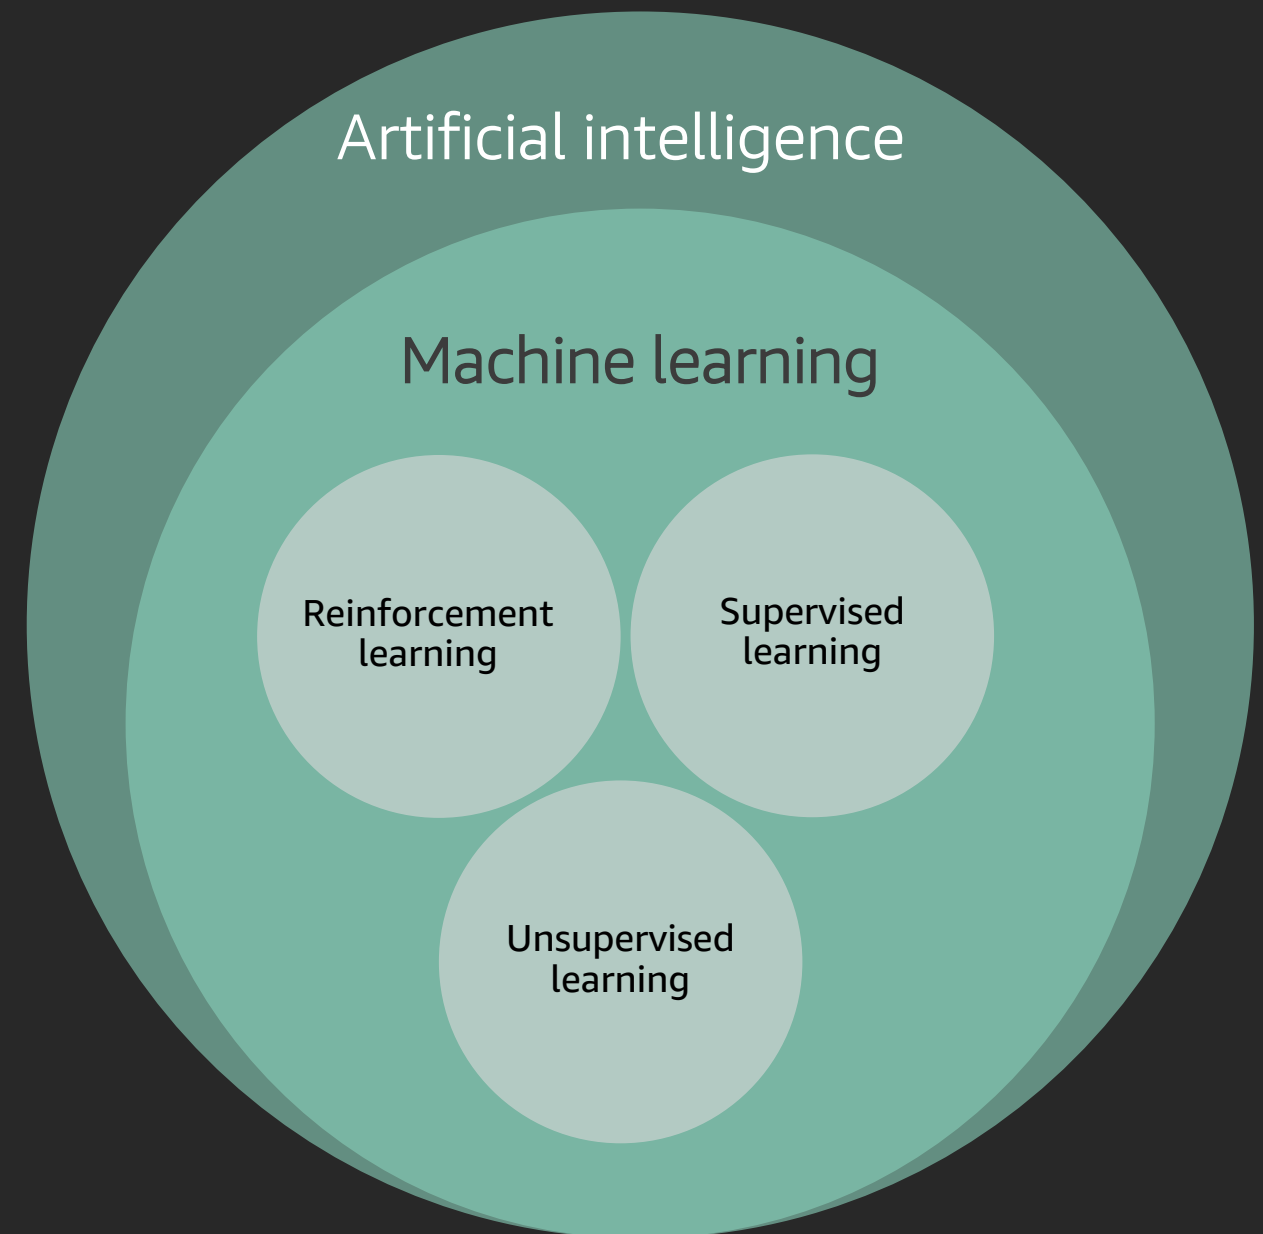 Artificial intelligence
Machine learning
Reinforcement
learning
Supervised
learning
Unsupervised
learning